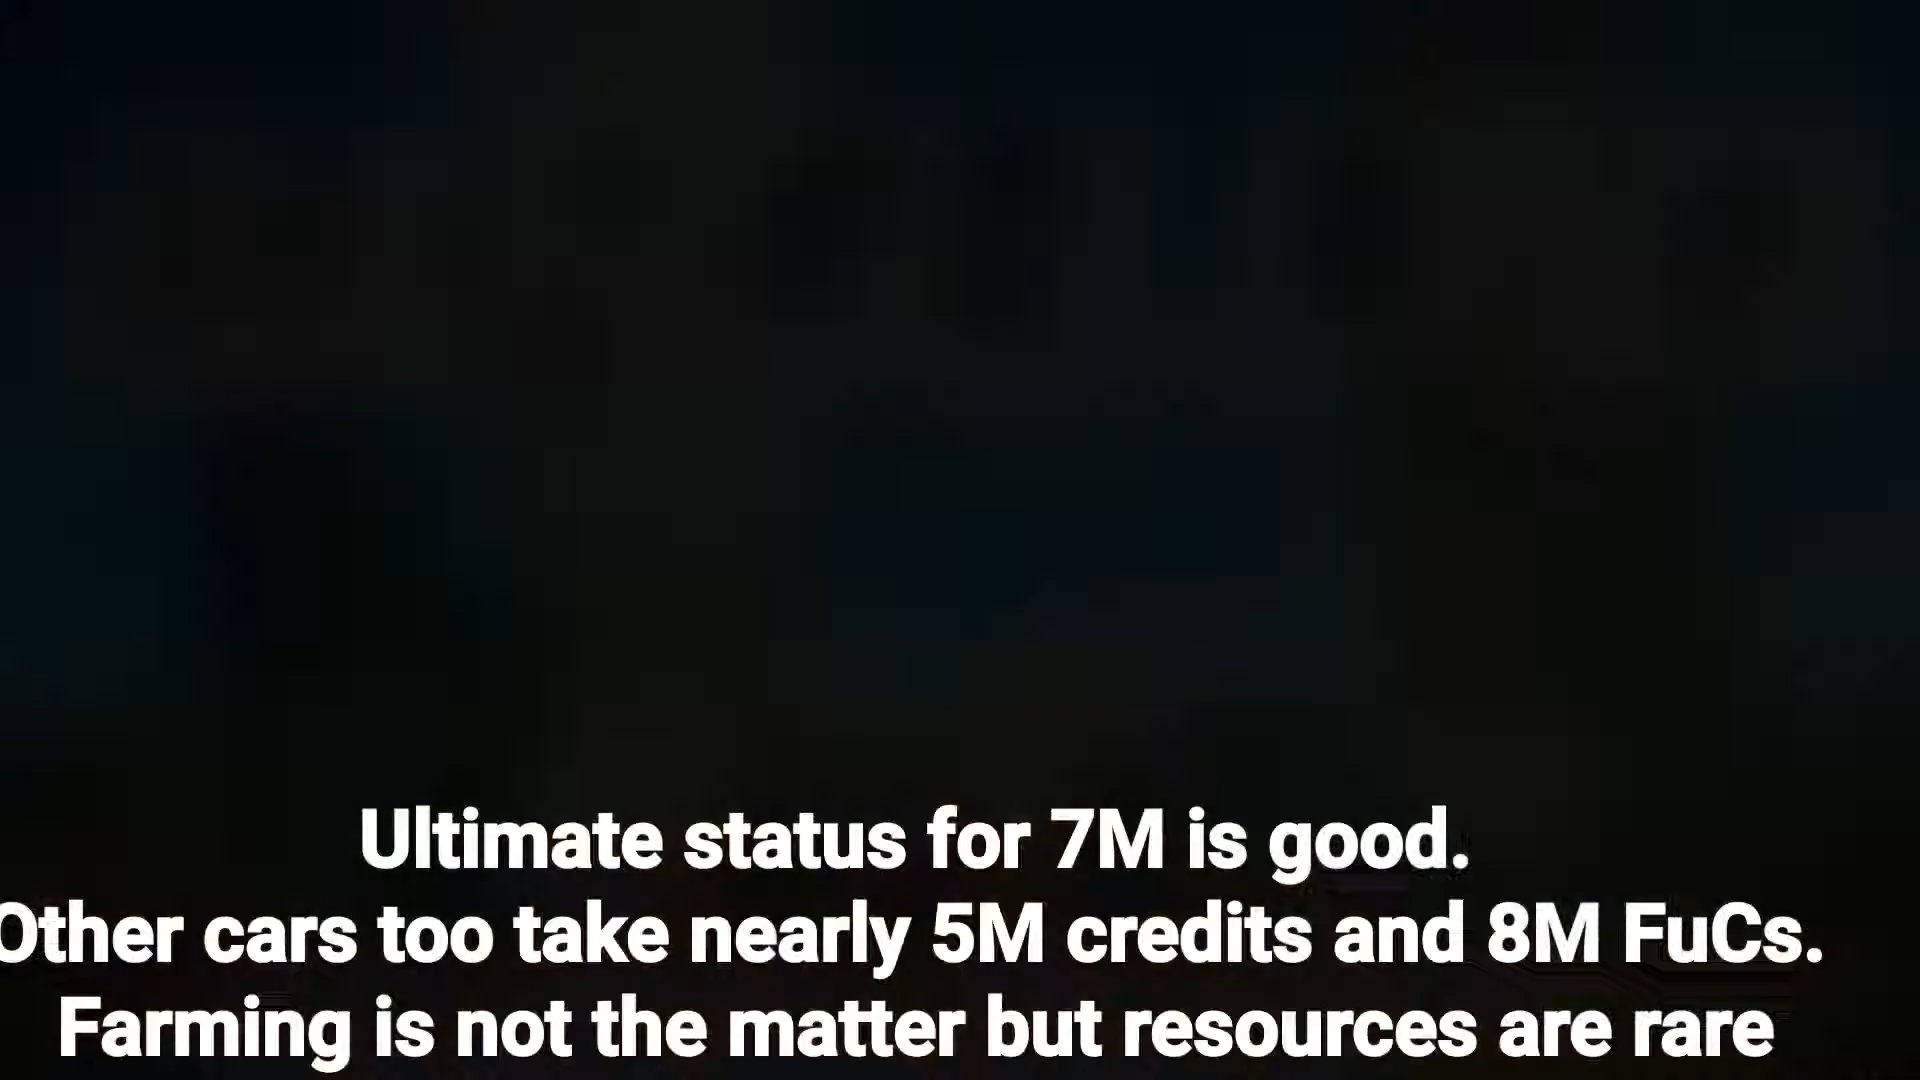 Ultimate status for 7M is good.
Other cars too take nearly 5M credits and 8M FuCs.
Farming is not the matter but resources are rare